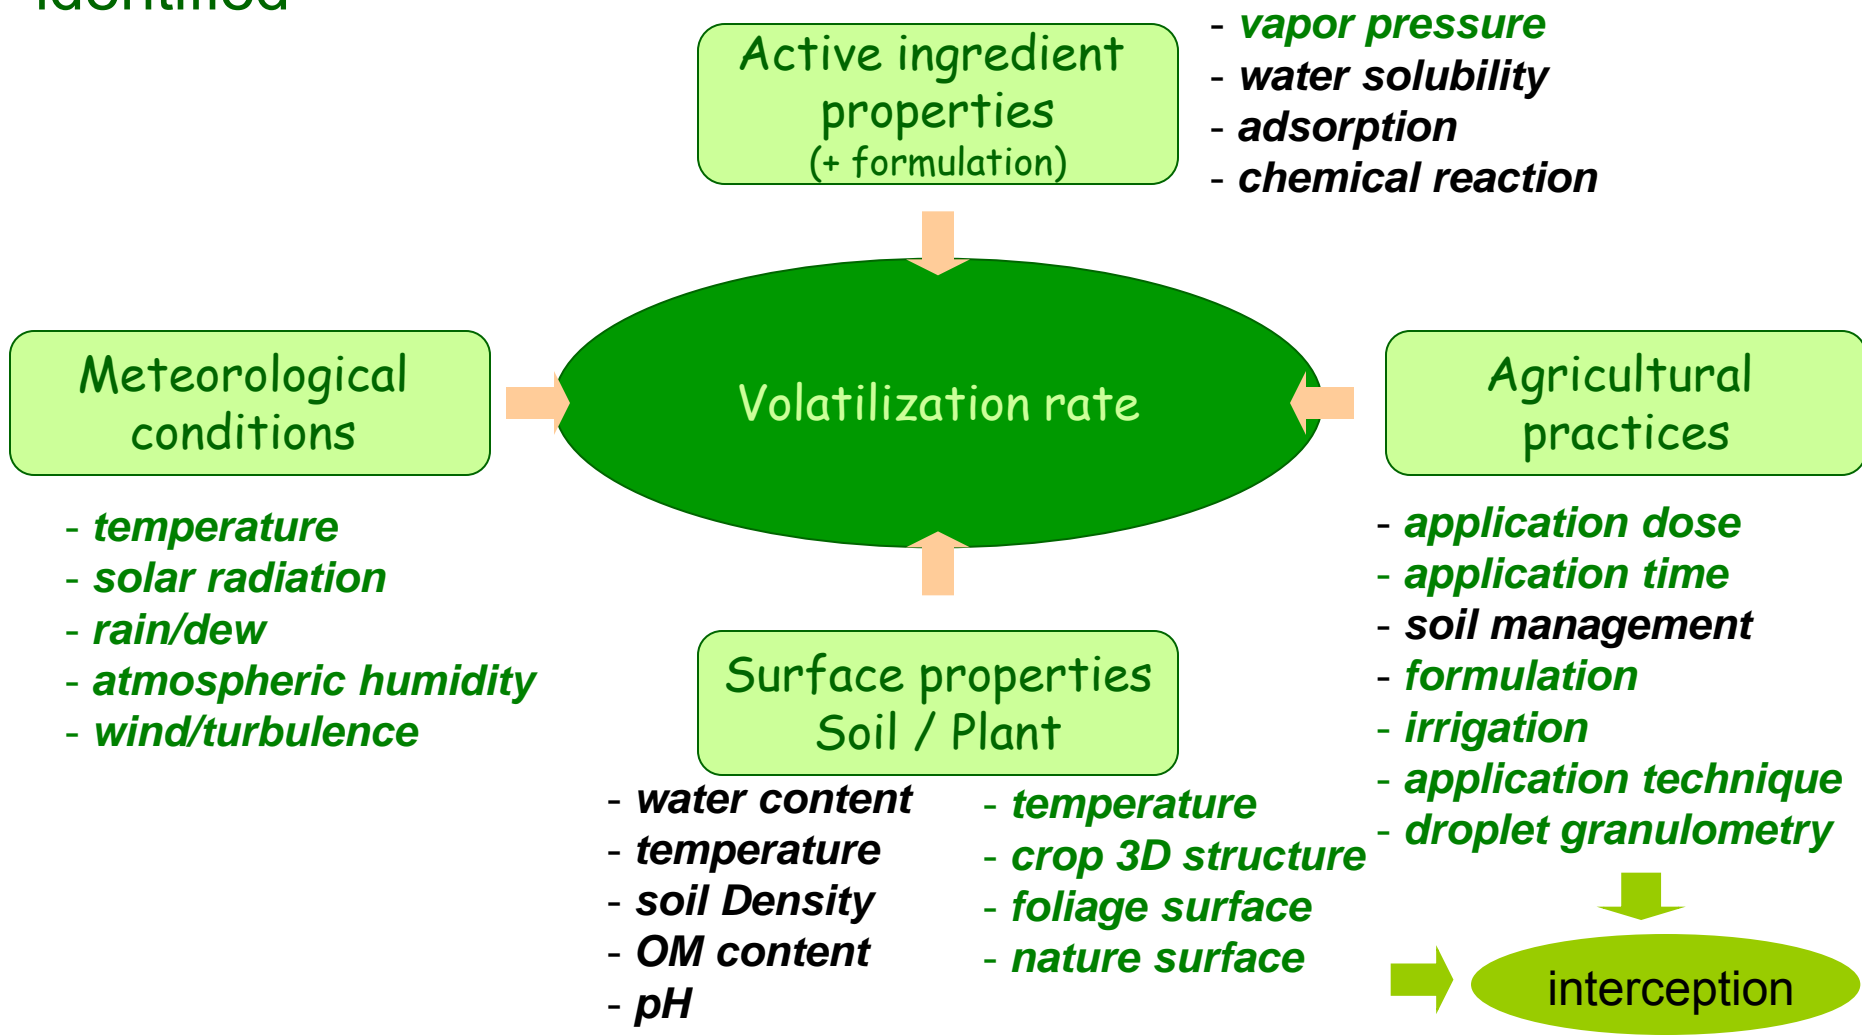 identified
Active ingredient
properties
(+ formulation)
- vapor pressure
- water solubility
- adsorption
- chemical reaction
Meteorological
conditions
Volatilization rate
Agricultural
practices
- temperature
- solar radiation
- rain/dew
- atmospheric humidity
- wind/turbulence
Surface properties
Soil / Plant
- water content
- temperature
- soil Density
- OM content
- pH
- temperature
- crop 3D structure
- foliage surface
- nature surface
- application dose
- application time
- soil management
- formulation
- irrigation
- application technique
- droplet granulometry
interception